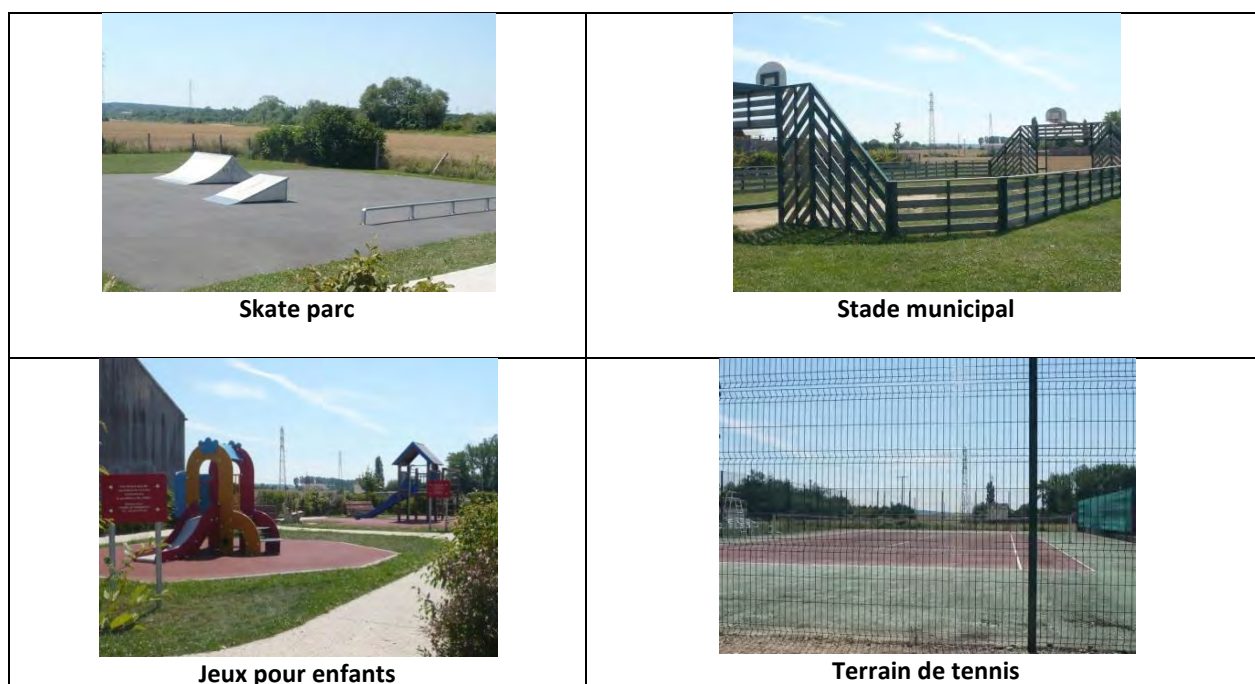 Skate parc
Stade municipal
Jeux pour enfants
Terrain de tennis